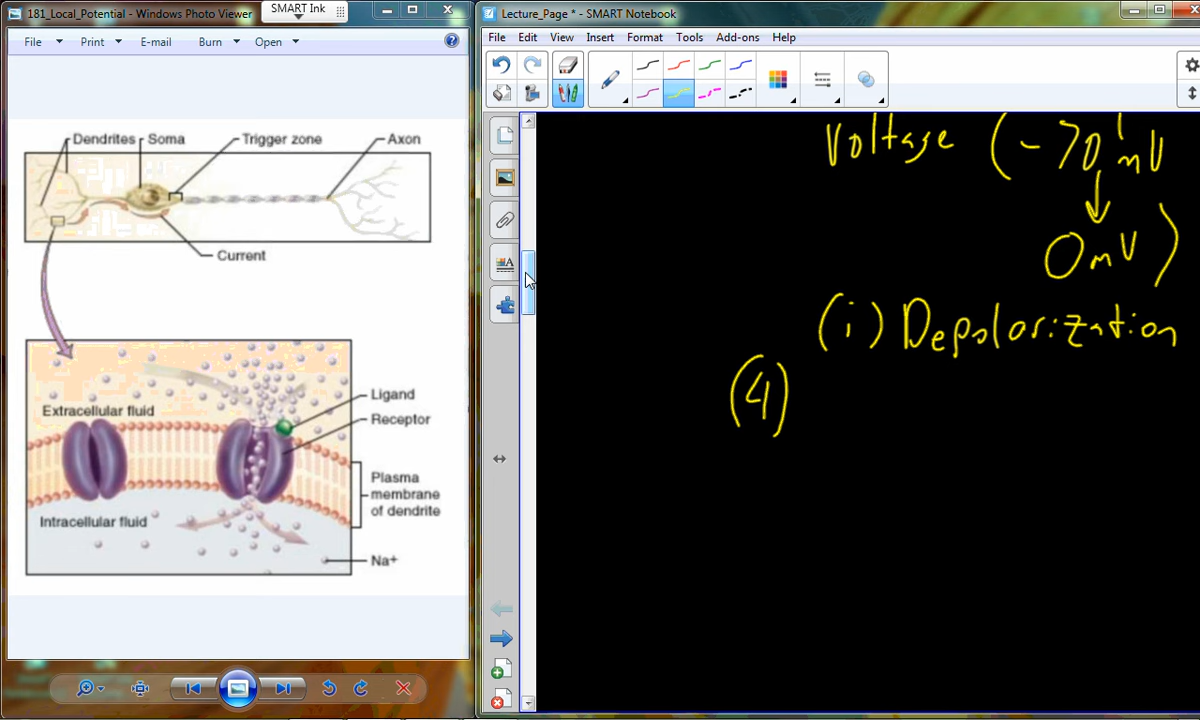 181_Local_Potential - Windows Photo Viewer
SMART Ink
File Print E-mail Burn Open
Dendrites Soma Trigger zone Axon
Current
Extracellular fluid
Ligand
Receptor
Plasma
membrane
of dendrite
Intracellular fluid
Na+
Lecture_Page * - SMART Notebook
File Edit View Insert Format Tools Add-ons Help
Voltage (-70 mV
↓
0mV)
(i) Depolarization
(4)